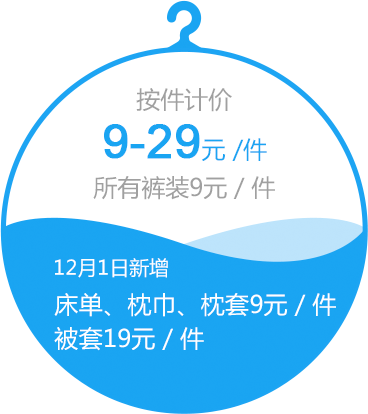 按件计价
9-29元 /件
所有裤装9元 / 件
12月1日新增
床单、枕巾、枕套9元 / 件
被套19元 / 件